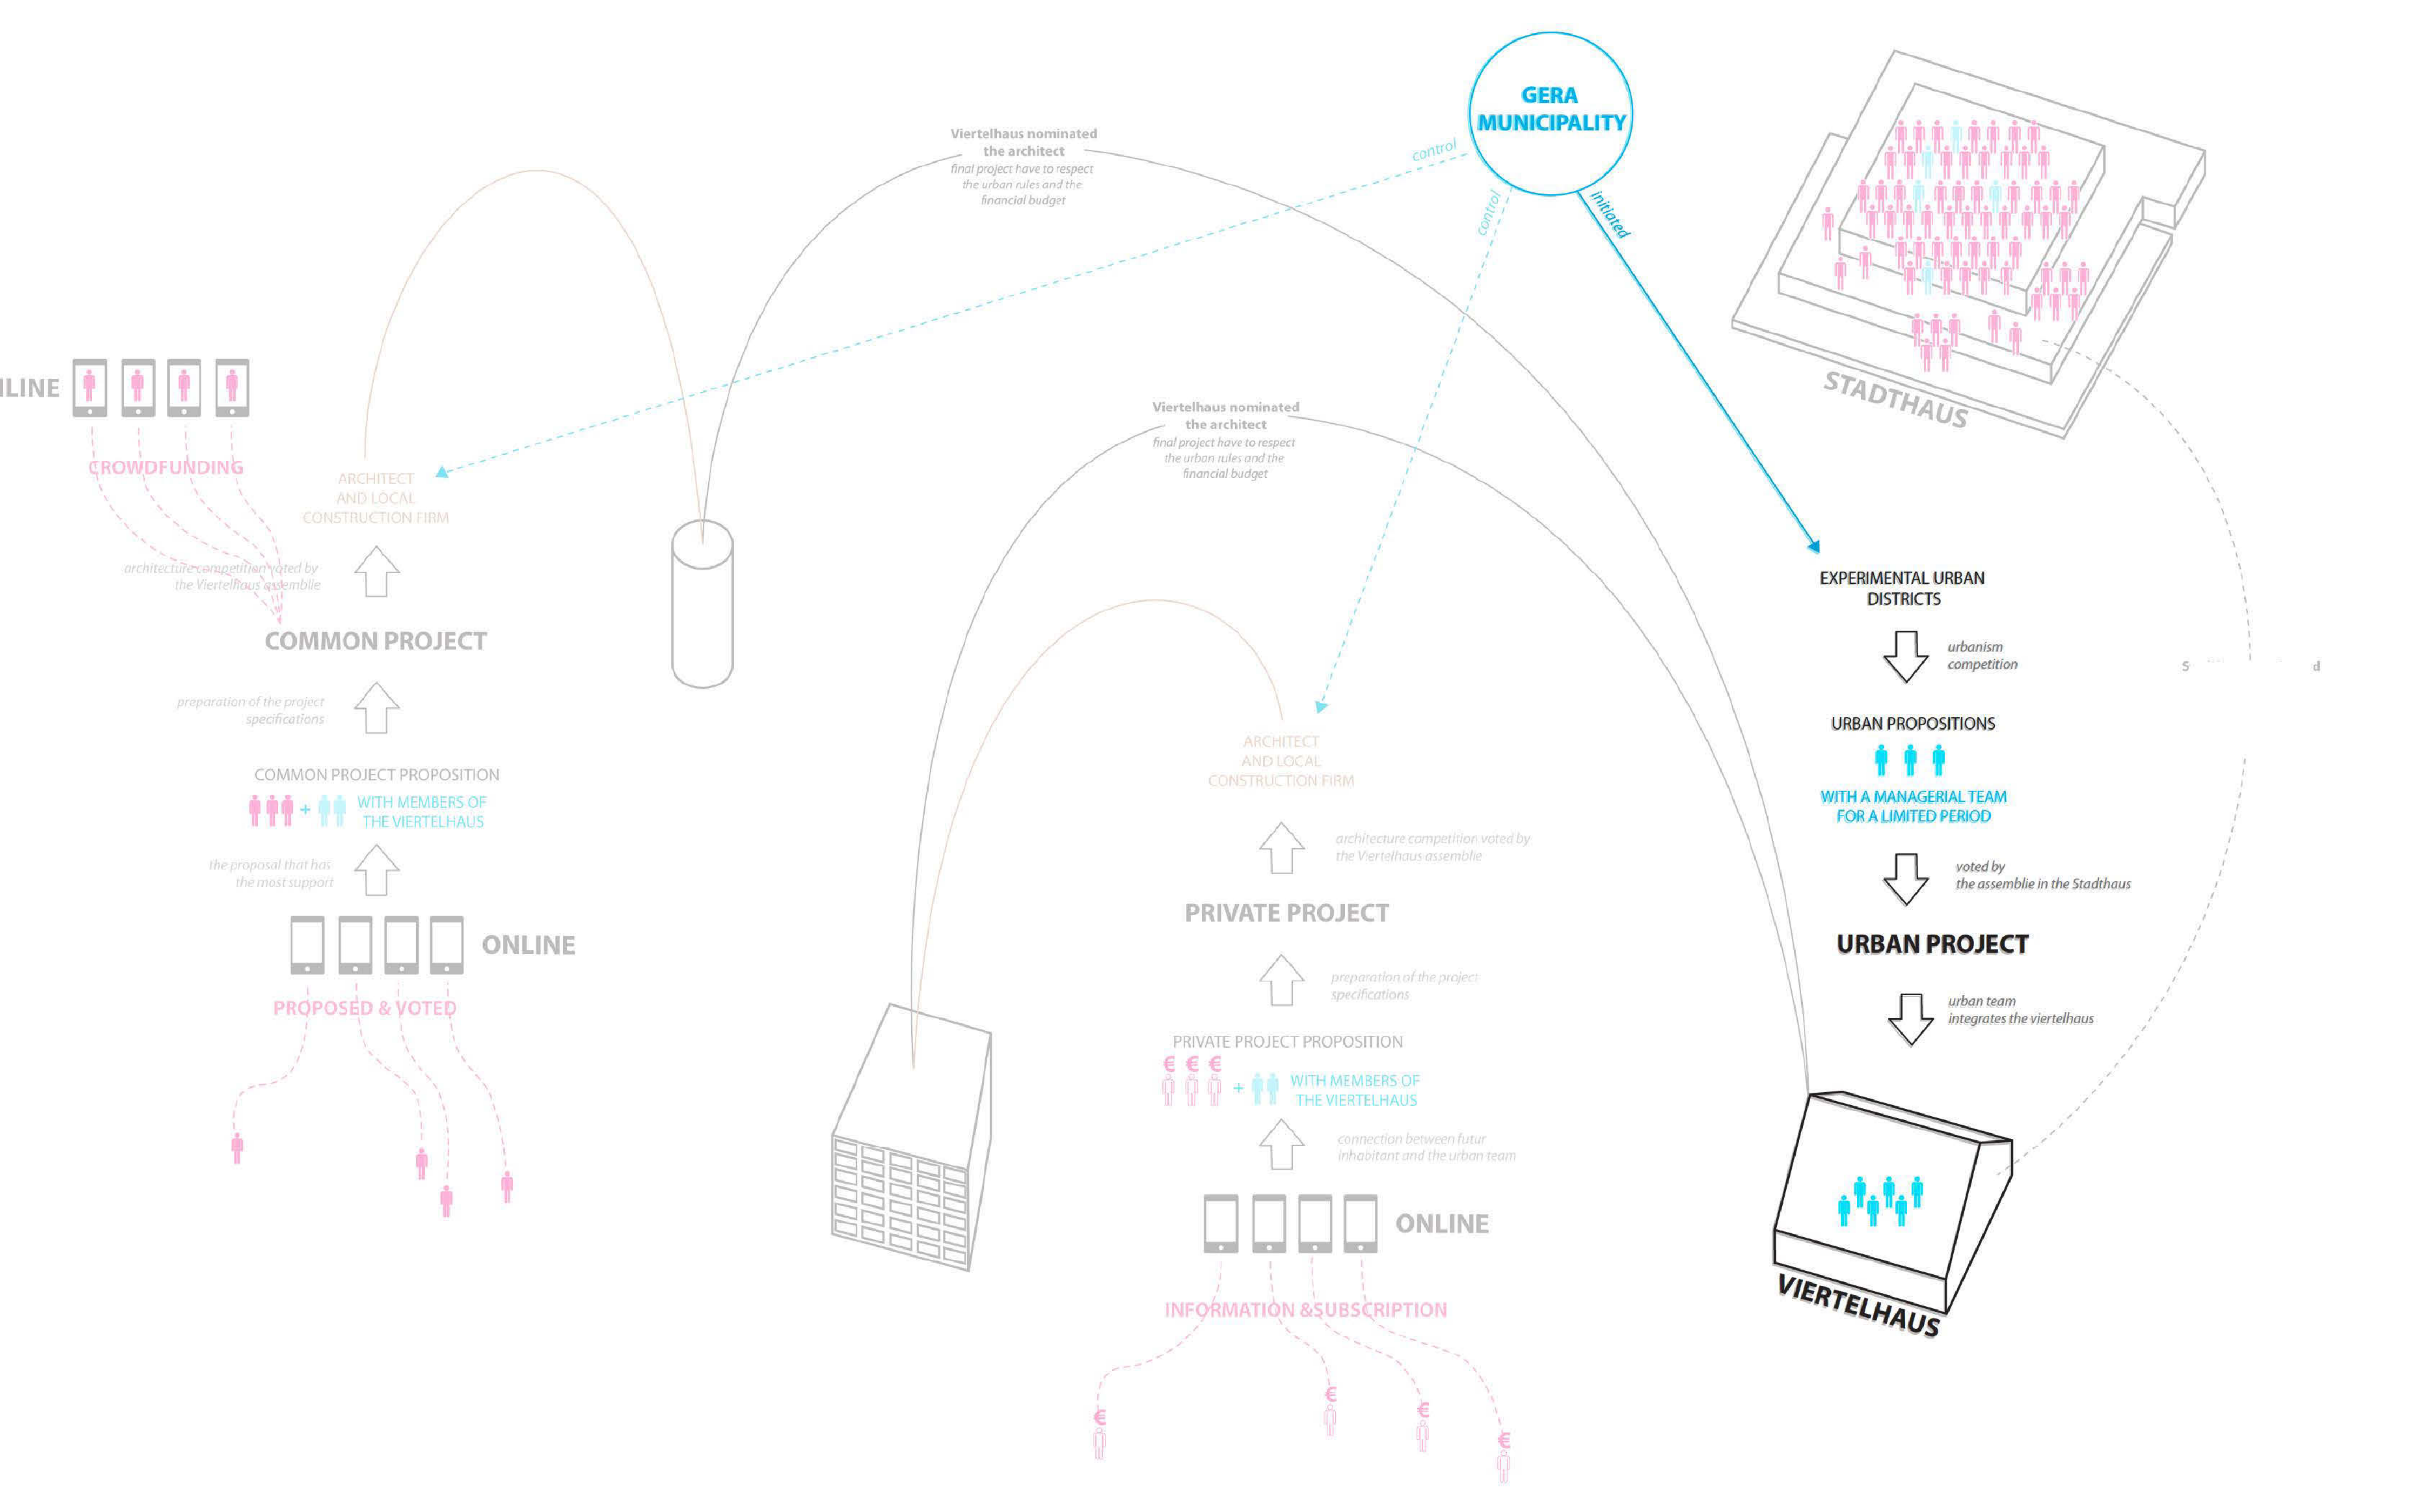 GERA
MUNICIPALITY
control
control
initiated
Viertelhaus nominated
the architect
final project have to respect
the urban rules and the
financial budget
STADTHAUS
Viertelhaus nominated
the architect
final project have to respect
the urban rules and the
financial budget
LINE
CROWDFUNDING
ARCHITECT
AND LOCAL
CONSTRUCTION FIRM
architecture competition voted by
the Viertelhaus assemblie
COMMON PROJECT
preparation of the project
specifications
COMMON PROJECT PROPOSITION
+
WITH MEMBERS OF
THE VIERTELHAUS
the proposal that has
the most support
ONLINE
PROPOSED & VOTED
ARCHITECT
AND LOCAL
CONSTRUCTION FIRM
architecture competition voted by
the Viertelhaus assemblie
PRIVATE PROJECT
preparation of the project
specifications
PRIVATE PROJECT PROPOSITION
€ € €
+
WITH MEMBERS OF
THE VIERTELHAUS
connection between futur
inhabitant and the urban team
ONLINE
INFORMATION &SUBSCRIPTION
€
€
€
€
EXPERIMENTAL URBAN
DISTRICTS
urbanism
competition
URBAN PROPOSITIONS
WITH A MANAGERIAL TEAM
FOR A LIMITED PERIOD
voted by
the assemblie in the Stadthaus
URBAN PROJECT
urban team
integrates the viertelhaus
VIERTELHAUS